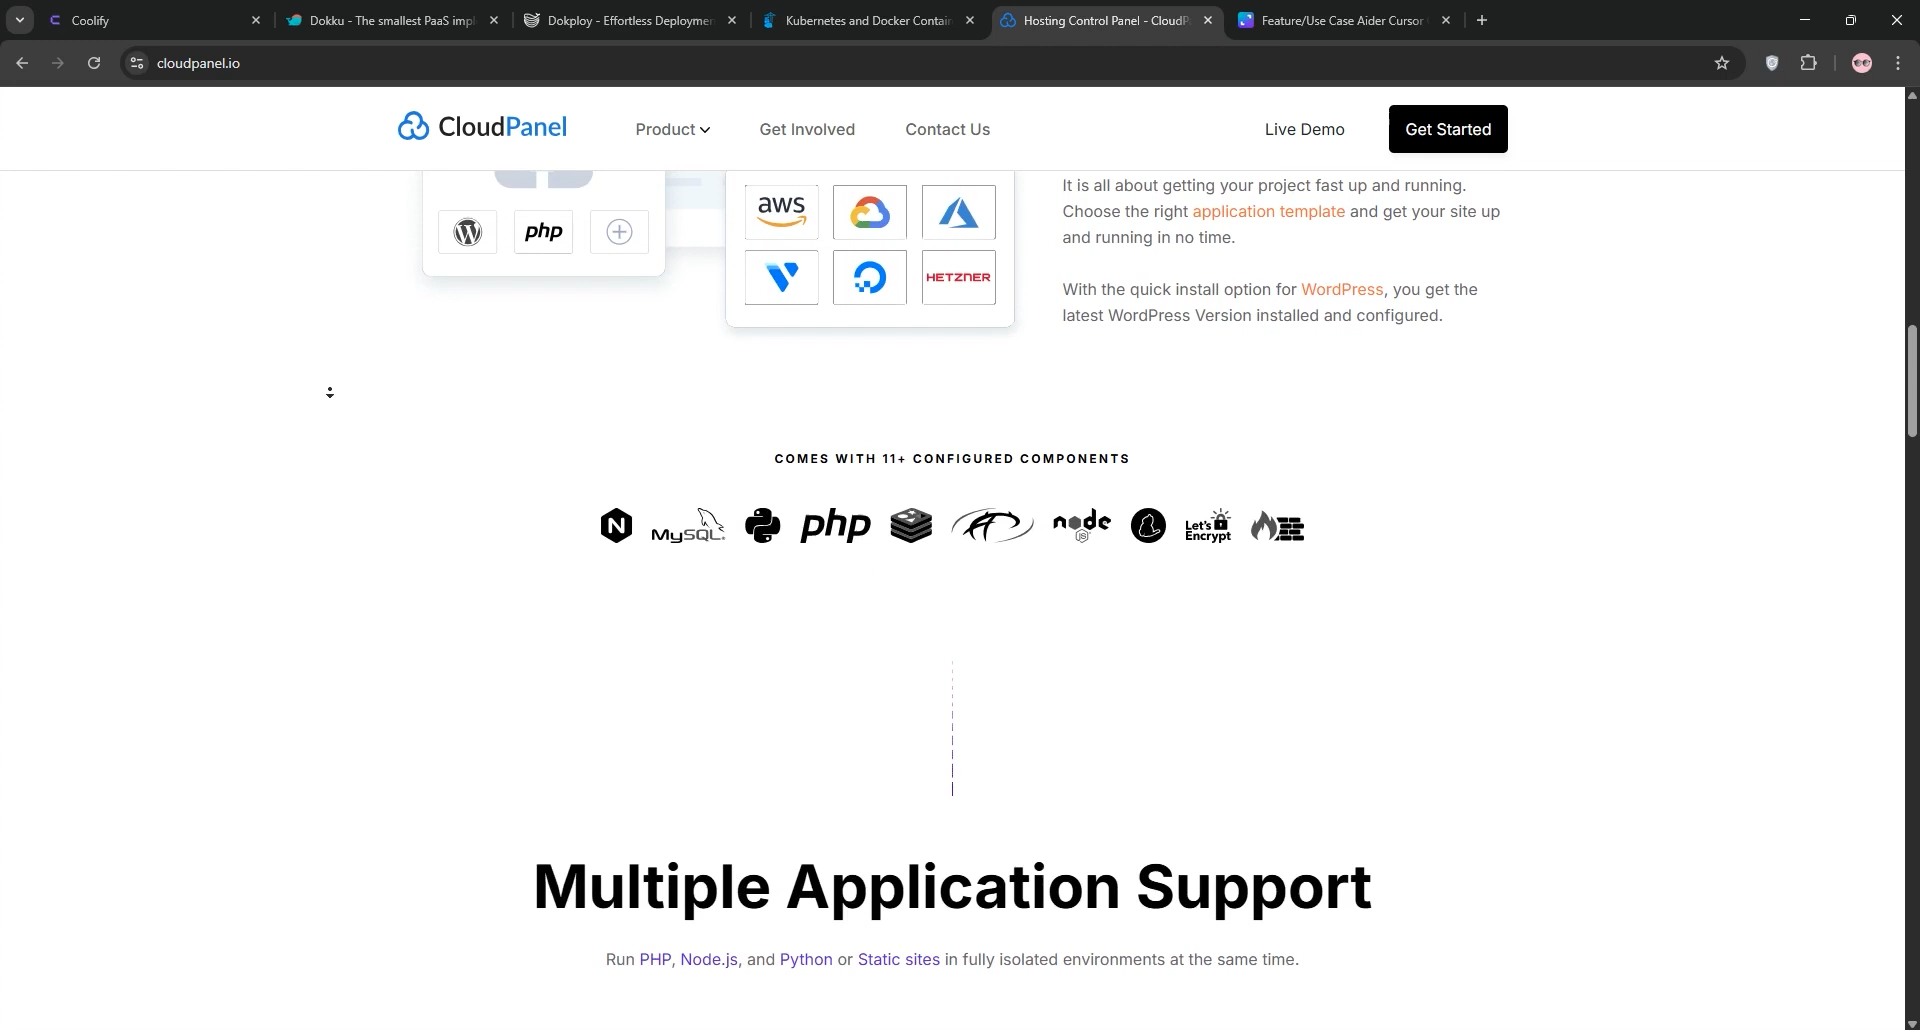 Coolify
Dokku - The smallest PaaS imp
Dokploy - Effortless Deploymen
Kubernetes and Docker Contain
Hosting Control Panel - CloudP
Feature/Use Case Aider Cursor
cloudpanel.io
CloudPanel
Product
Get Involved
Contact Us
Live Demo
Get Started
php
aws
HETZNER
It is all about getting your project fast up and running.
Choose the right application template and get your site up
and running in no time.
With the quick install option for WordPress, you get the
latest WordPress Version installed and configured.
COMES WITH 11+ CONFIGURED COMPONENTS
N
MySQL
php
node
JS
Let's
Encrypt
Multiple Application Support
Run PHP, Node.js, and Python or Static sites in fully isolated environments at the same time.